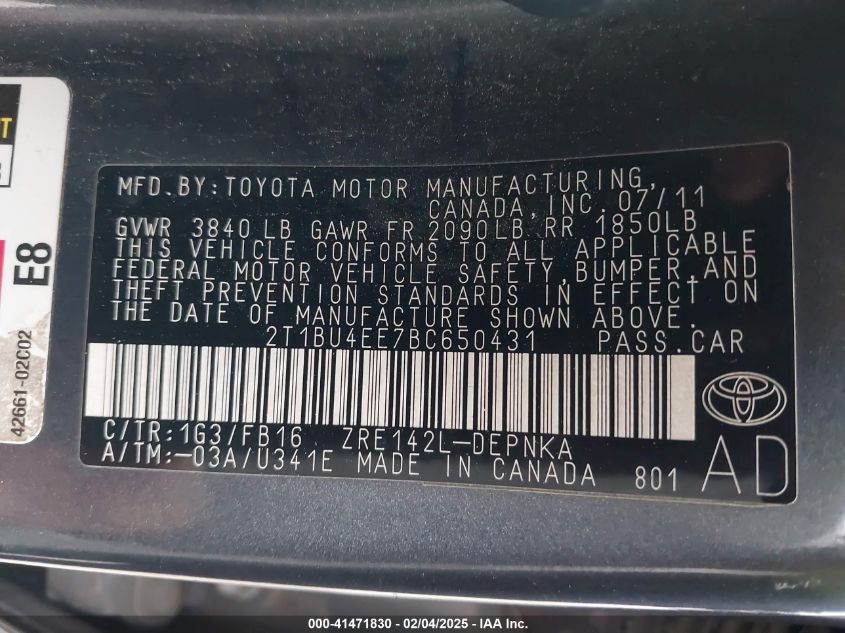 MFD.BY:TOYOTA MOTOR MANUFACTURING,
CANADA, INC. 07/11
GVWR 3840 LB GAWR FR 2090LB RR 1850LB
THIS VEHICLE CONFORMS TO ALL APPLICABLE
FEDERAL MOTOR VEHICLE SAFETY, BUMPER, AND
THEFT PREVENTION STANDARDS IN EFFECT ON
THE DATE OF MANUFACTURE SHOWN ABOVE.
2T1BU4EE7BC650431 PASS.CAR
C/TR:1G3/FB16 ZRE142L-DEPNKA
A/TM:-03A/U341E MADE IN CANADA 801
AD
E8
42661-02C02
000-41471830 - 02/04/2025 - IAAI.com